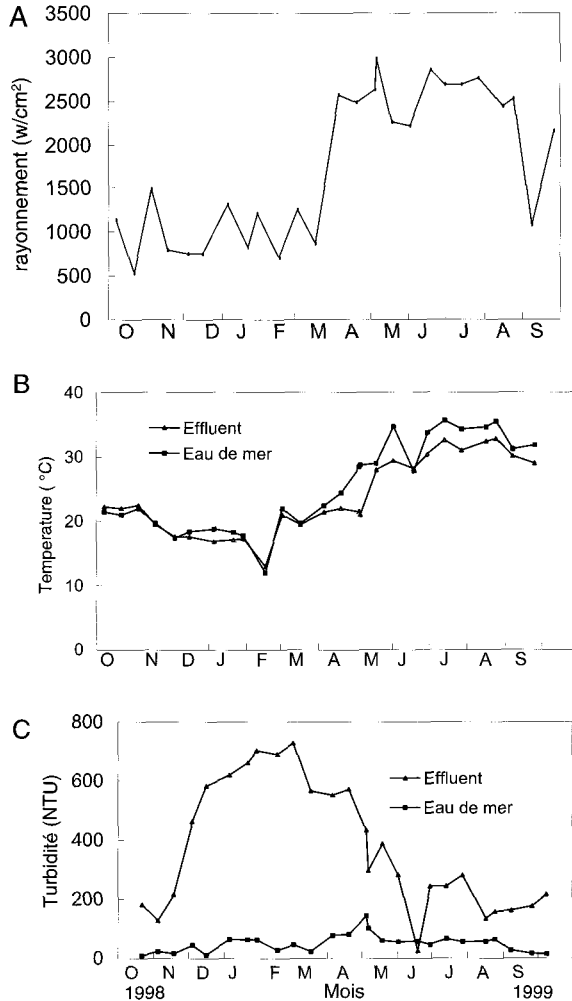 A
rayonnement (w/cm²)
3500
3000
2500
2000
1500
1000
500
0
O N D J F M A M J J A S
B
Temperature ( °C)
40
30
20
10
0
Effluent
Eau de mer
O N D J F M A M J J A S
C
Turbidité (NTU)
800
600
400
200
0
Effluent
Eau de mer
O N D J F M A M J J A S
1998 Mois 1999